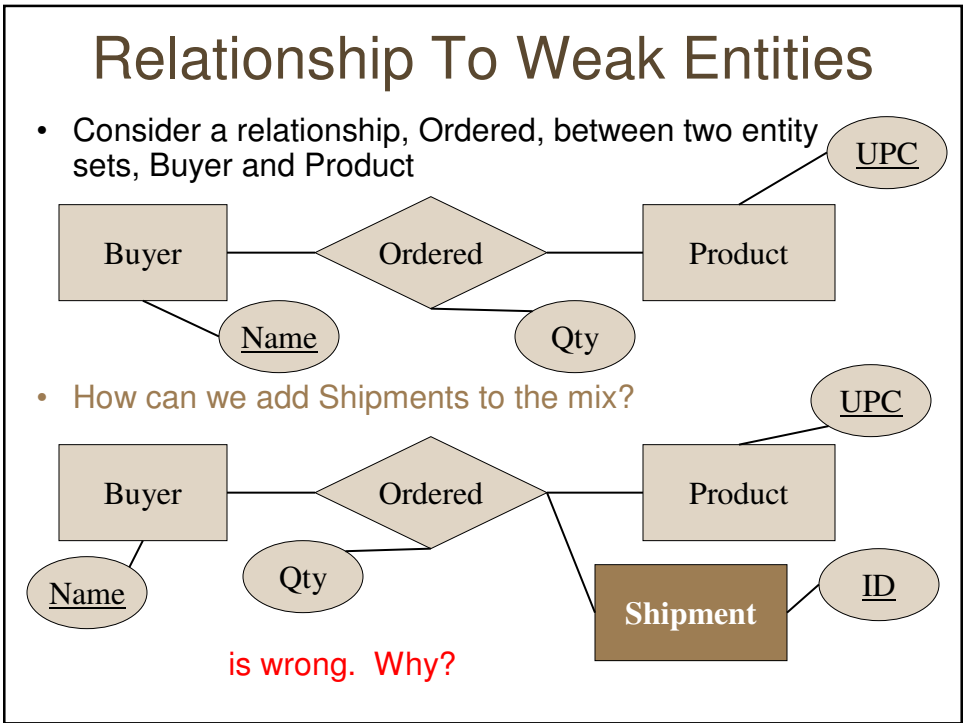 Relationship To Weak Entities
• Consider a relationship, Ordered, between two entity
sets, Buyer and Product
UPC
Buyer
Ordered
Product
Name
Qty
• How can we add Shipments to the mix?
UPC
Buyer
Ordered
Product
Name
Qty
Shipment
ID
is wrong. Why?